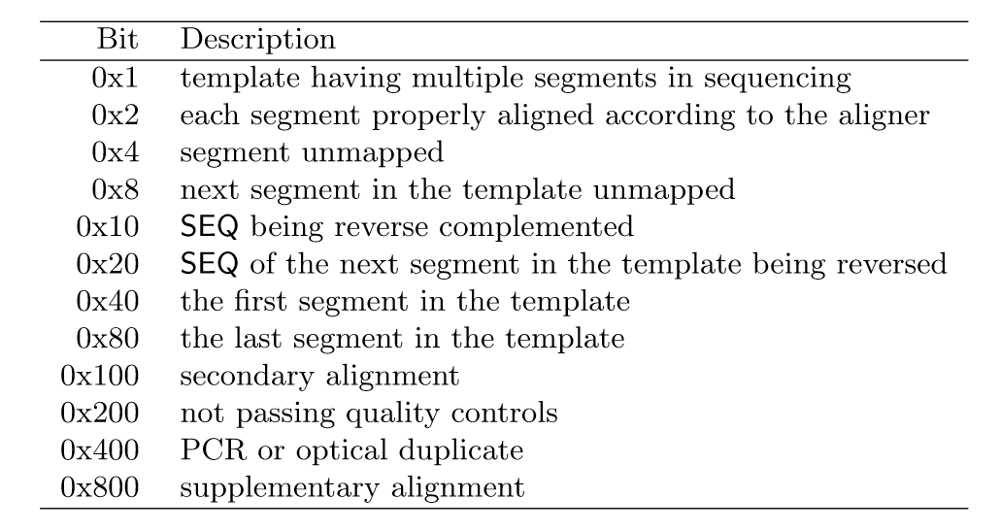 Bit Description
0x1 template having multiple segments in sequencing
0x2 each segment properly aligned according to the aligner
0x4 segment unmapped
0x8 next segment in the template unmapped
0x10 SEQ being reverse complemented
0x20 SEQ of the next segment in the template being reversed
0x40 the first segment in the template
0x80 the last segment in the template
0x100 secondary alignment
0x200 not passing quality controls
0x400 PCR or optical duplicate
0x800 supplementary alignment